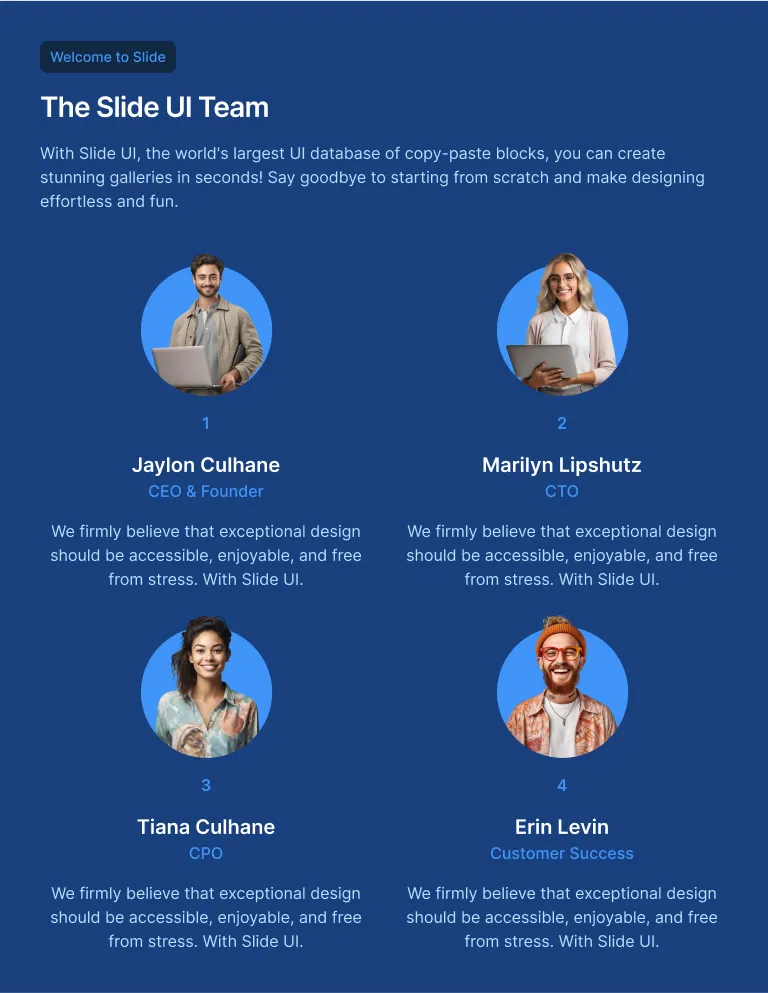 Welcome to Slide
The Slide UI Team
With Slide UI, the world's largest UI database of copy-paste blocks, you can create
stunning galleries in seconds! Say goodbye to starting from scratch and make designing
effortless and fun.
1
Jaylon Culhane
CEO & Founder
We firmly believe that exceptional design
should be accessible, enjoyable, and free
from stress. With Slide UI.
2
Marilyn Lipshutz
CTO
We firmly believe that exceptional design
should be accessible, enjoyable, and free
from stress. With Slide UI.
3
Tiana Culhane
CPO
We firmly believe that exceptional design
should be accessible, enjoyable, and free
from stress. With Slide UI.
4
Erin Levin
Customer Success
We firmly believe that exceptional design
should be accessible, enjoyable, and free
from stress. With Slide UI.